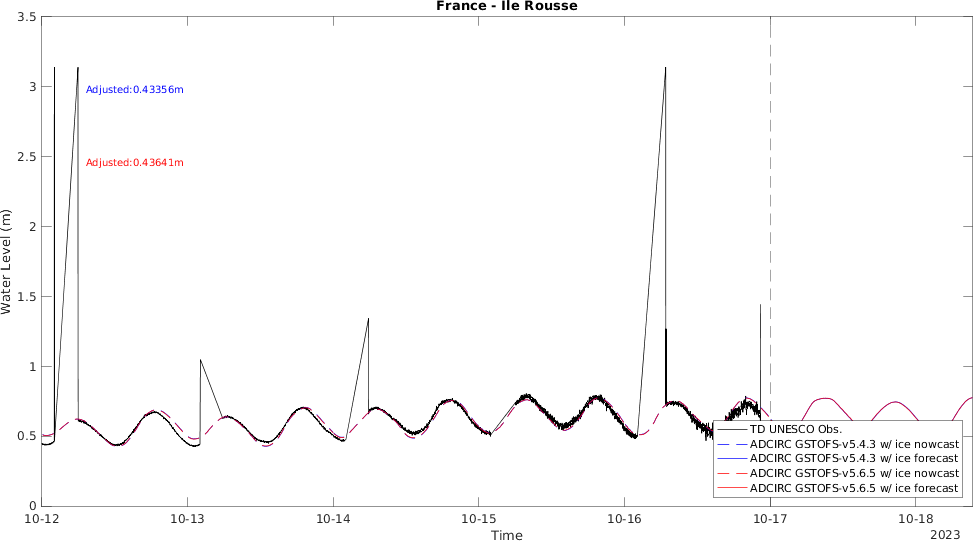 France - Ile Rousse
3.5
3
2.5
2
1.5
1
0.5
0
Water Level (m)
Adjusted:0.43356m
Adjusted:0.43641m
TD UNESCO Obs.
ADCIRC GSTOFS-v5.4.3 w/ ice nowcast
ADCIRC GSTOFS-v5.4.3 w/ ice forecast
ADCIRC GSTOFS-v5.6.5 w/ ice nowcast
ADCIRC GSTOFS-v5.6.5 w/ ice forecast
10-12 10-13 10-14 10-15 10-16 10-17 10-18
Time
2023